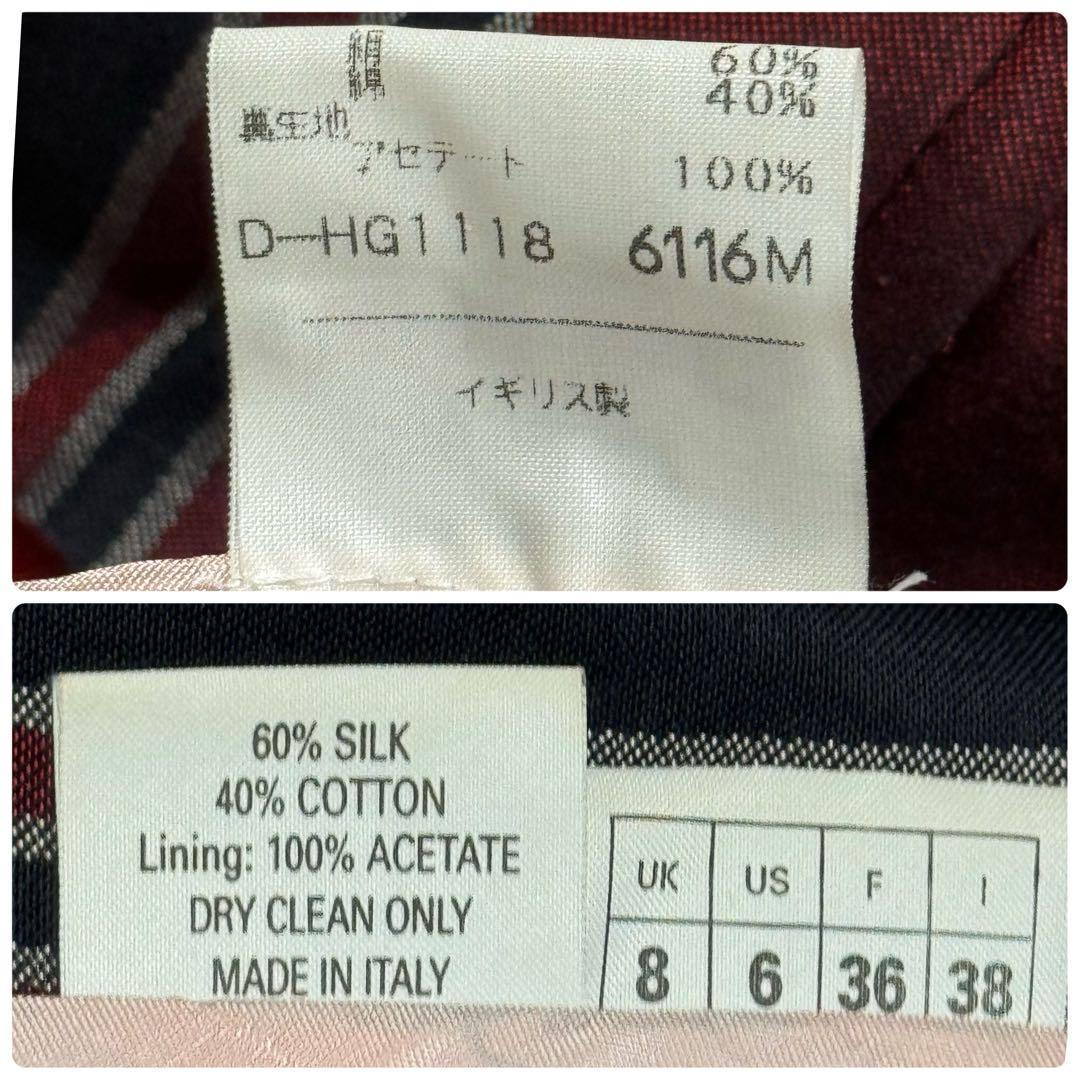 絹 60%
綿 40%
裏生地
アセテート 100%
D-HG1118 6116M
イギリス製
60% SILK
40% COTTON
Lining: 100% ACETATE
DRY CLEAN ONLY
MADE IN ITALY
UK US F I
8 6 36 38